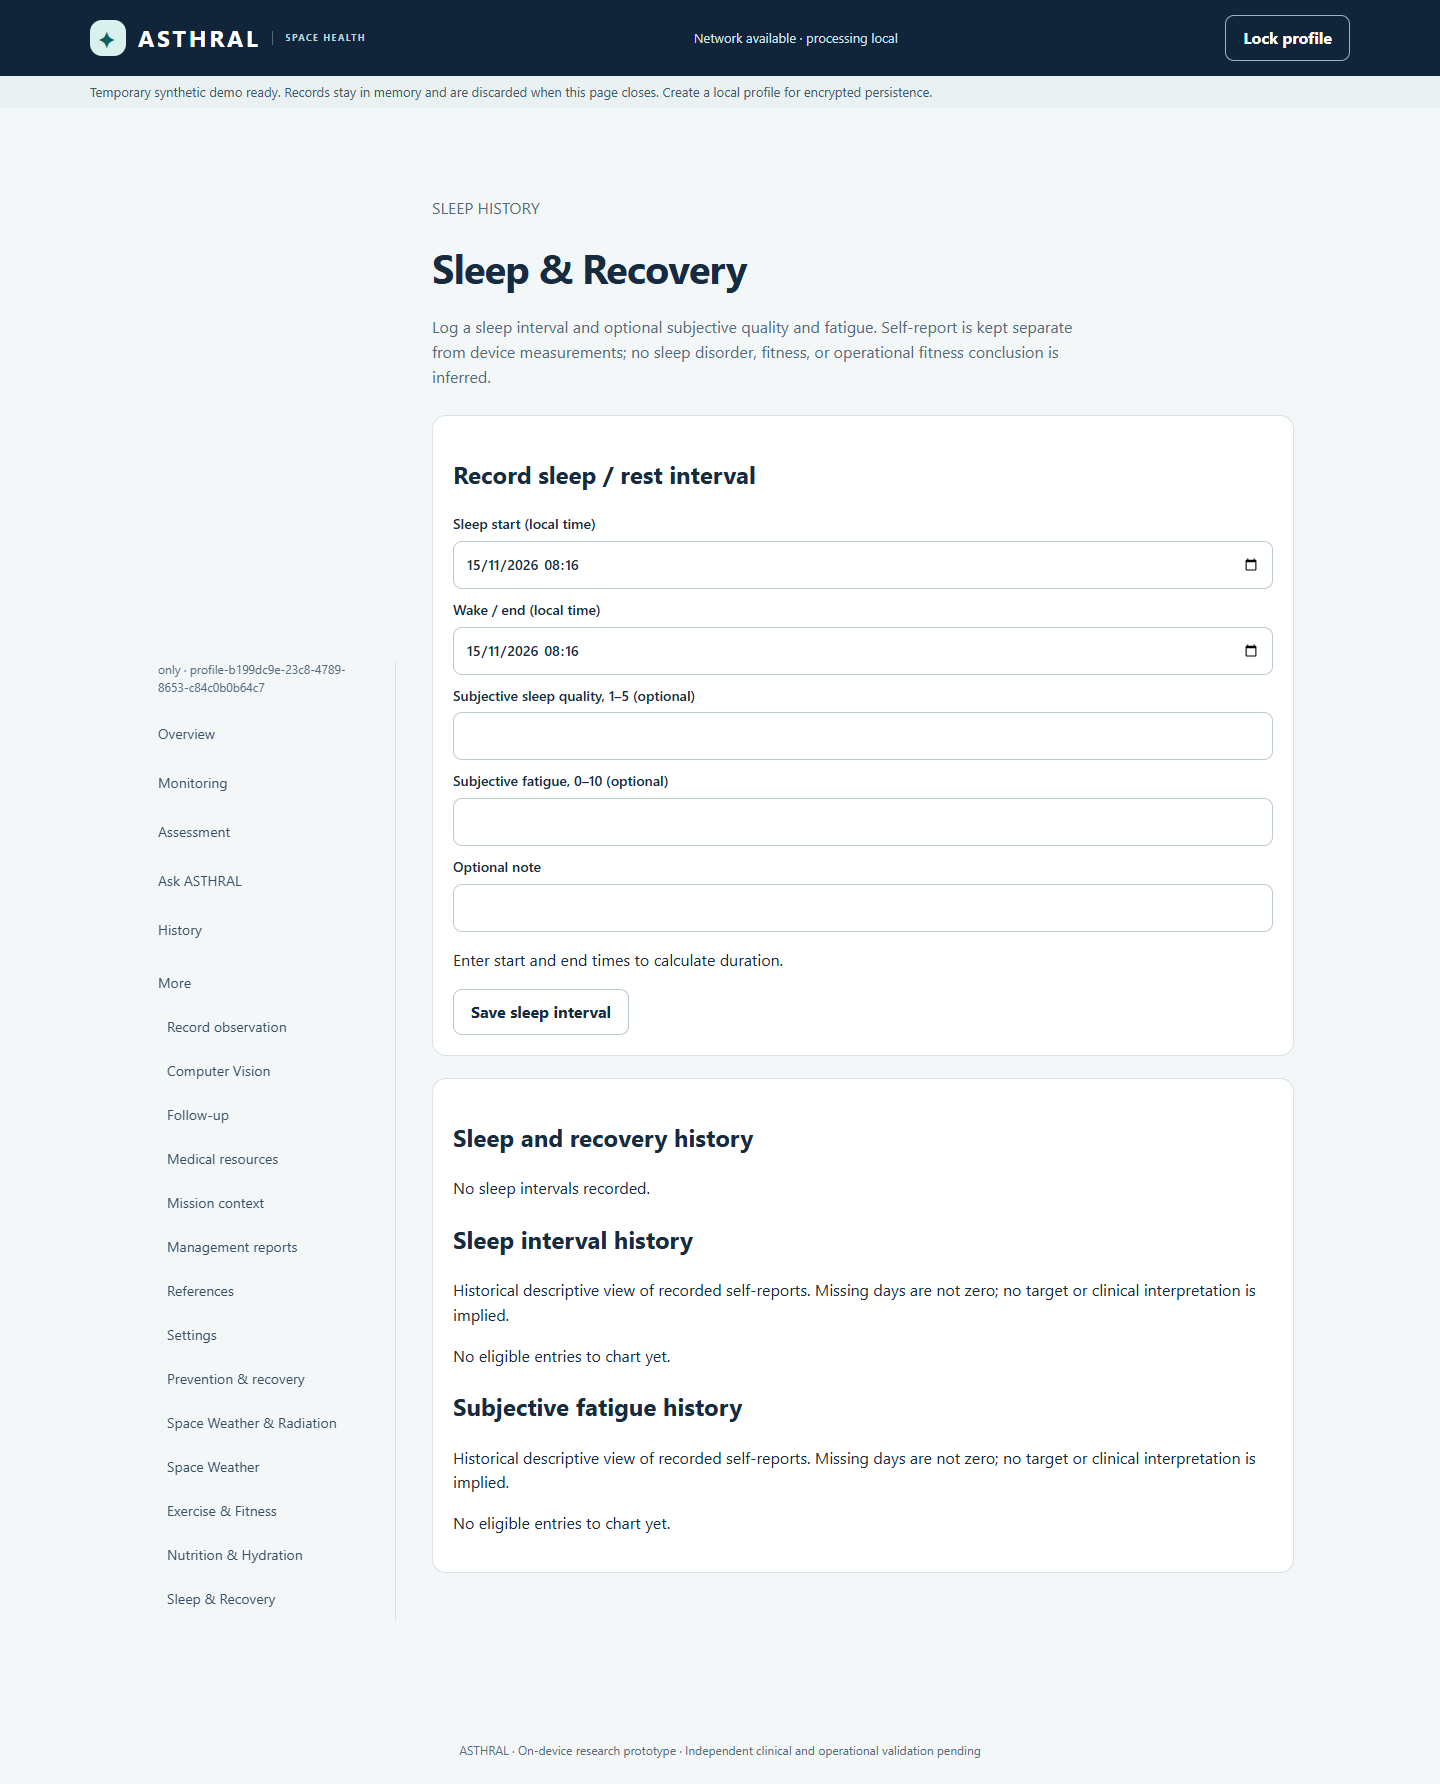 ASTHRAL
SPACE HEALTH
Network available · processing local
Lock profile
Temporary synthetic demo ready. Records stay in memory and are discarded when this page closes. Create a local profile for encrypted persistence.
SLEEP HISTORY
Sleep & Recovery
Log a sleep interval and optional subjective quality and fatigue. Self-report is kept separate
from device measurements; no sleep disorder, fitness, or operational fitness conclusion is
inferred.
Record sleep / rest interval
Sleep start (local time)
15/11/2026 08:16
Wake / end (local time)
15/11/2026 08:16
Subjective sleep quality, 1–5 (optional)
Subjective fatigue, 0–10 (optional)
Optional note
Enter start and end times to calculate duration.
Save sleep interval
Sleep and recovery history
No sleep intervals recorded.
Sleep interval history
Historical descriptive view of recorded self-reports. Missing days are not zero; no target or clinical interpretation is
implied.
No eligible entries to chart yet.
Subjective fatigue history
Historical descriptive view of recorded self-reports. Missing days are not zero; no target or clinical interpretation is
implied.
No eligible entries to chart yet.
only · profile-b199dc9e-23c8-4789-
8653-c84c0b0b64c7
Overview
Monitoring
Assessment
Ask ASTHRAL
History
More
Record observation
Computer Vision
Follow-up
Medical resources
Mission context
Management reports
References
Settings
Prevention & recovery
Space Weather & Radiation
Space Weather
Exercise & Fitness
Nutrition & Hydration
Sleep & Recovery
ASTHRAL · On-device research prototype · Independent clinical and operational validation pending